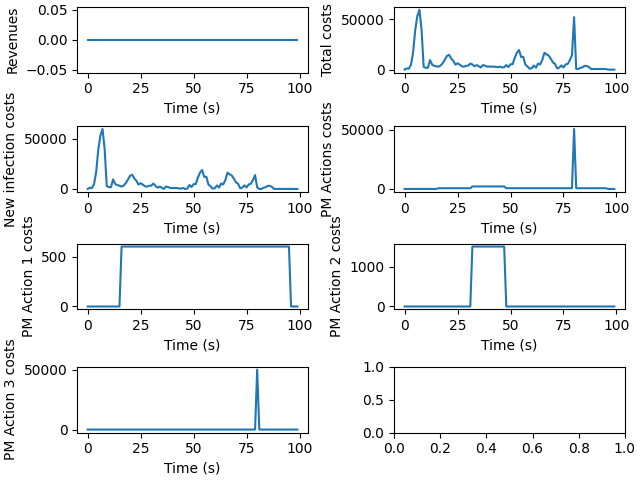 Revenues
0.05
0.00
−0.05
0 25 50 75 100
Time (s)
Total costs
50000
0
0 25 50 75 100
Time (s)
New infection costs
50000
0
0 25 50 75 100
Time (s)
PM Actions costs
50000
0
0 25 50 75 100
Time (s)
PM Action 1 costs
500
0
0 25 50 75 100
Time (s)
PM Action 2 costs
1000
0
0 25 50 75 100
Time (s)
PM Action 3 costs
50000
0
0 25 50 75 100
Time (s)
1.0
0.5
0.0
0.0 0.2 0.4 0.6 0.8 1.0